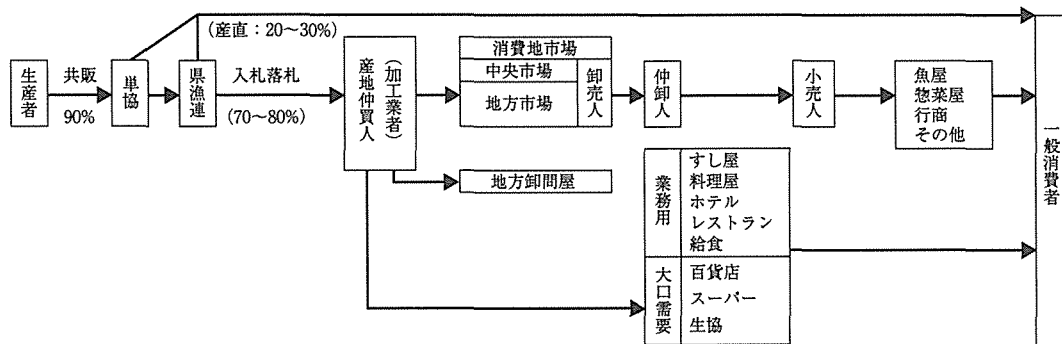 (産直：20〜30%)
生産者
共販
90%
単協
県漁連
入札落札
(70〜80%)
産地仲買人
(加工業者)
消費地市場
中央市場
地方市場
卸売人
仲卸人
小売人
魚屋
惣菜屋
行商
その他
一般消費者
地方卸問屋
業務用
すし屋
料理屋
ホテル
レストラン
給食
大口需要
百貨店
スーパー
生協